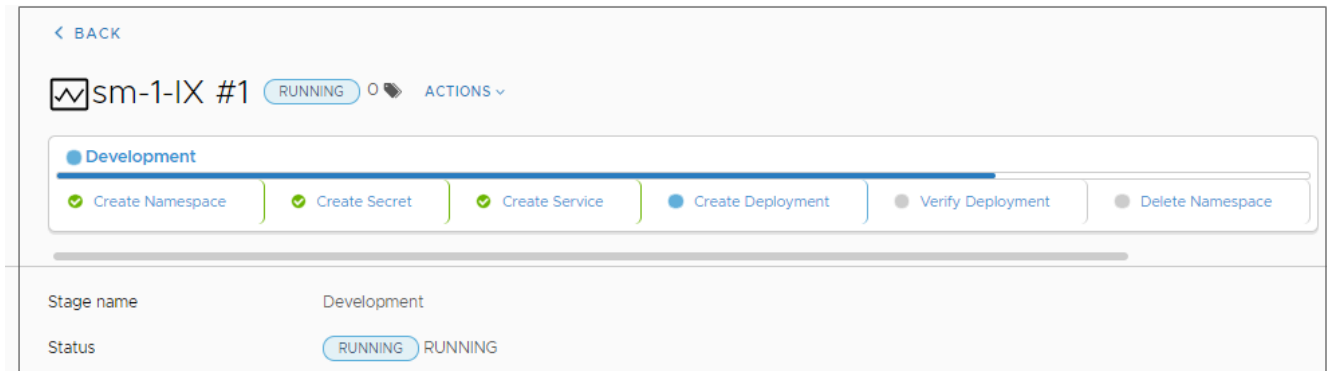 < BACK
sm-1-IX #1 RUNNING 0 ACTIONS
Development
Create Namespace Create Secret Create Service Create Deployment Verify Deployment Delete Namespace
Stage name Development
Status RUNNING RUNNING